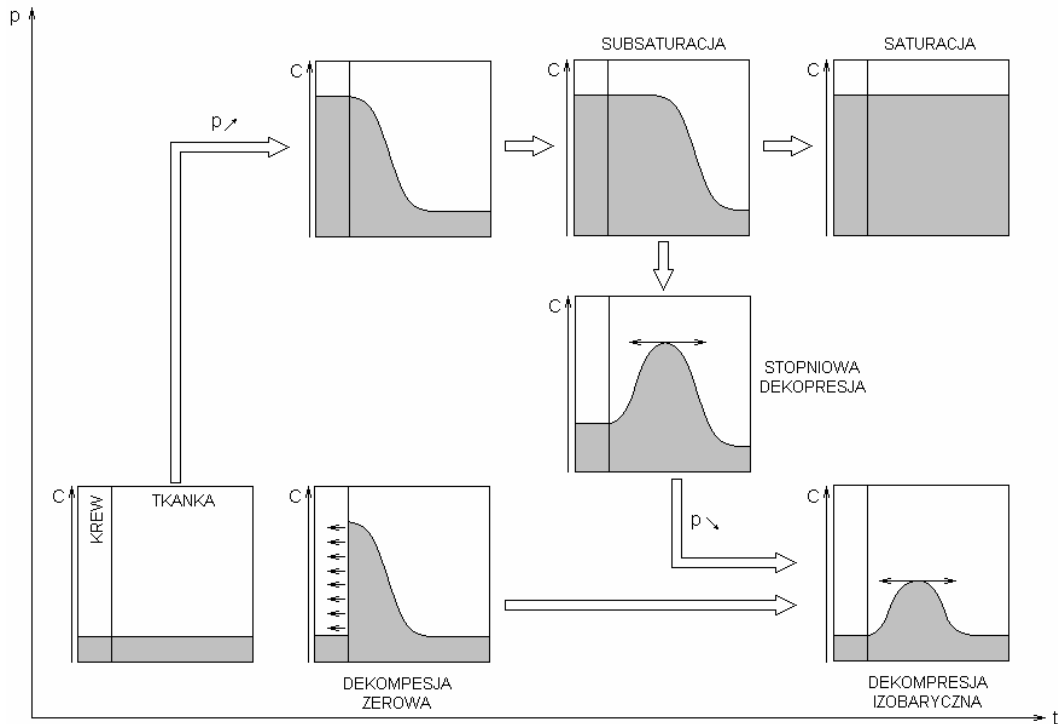 p
SUBSATURACJA
SATURACJA
C
C
C
p
C
STOPNIOWA
DEKOPRESJA
C
KREW
TKANKA
C
p
C
DEKOMPESJA
ZEROWA
DEKOMPRESJA
IZOBARYCZNA
t